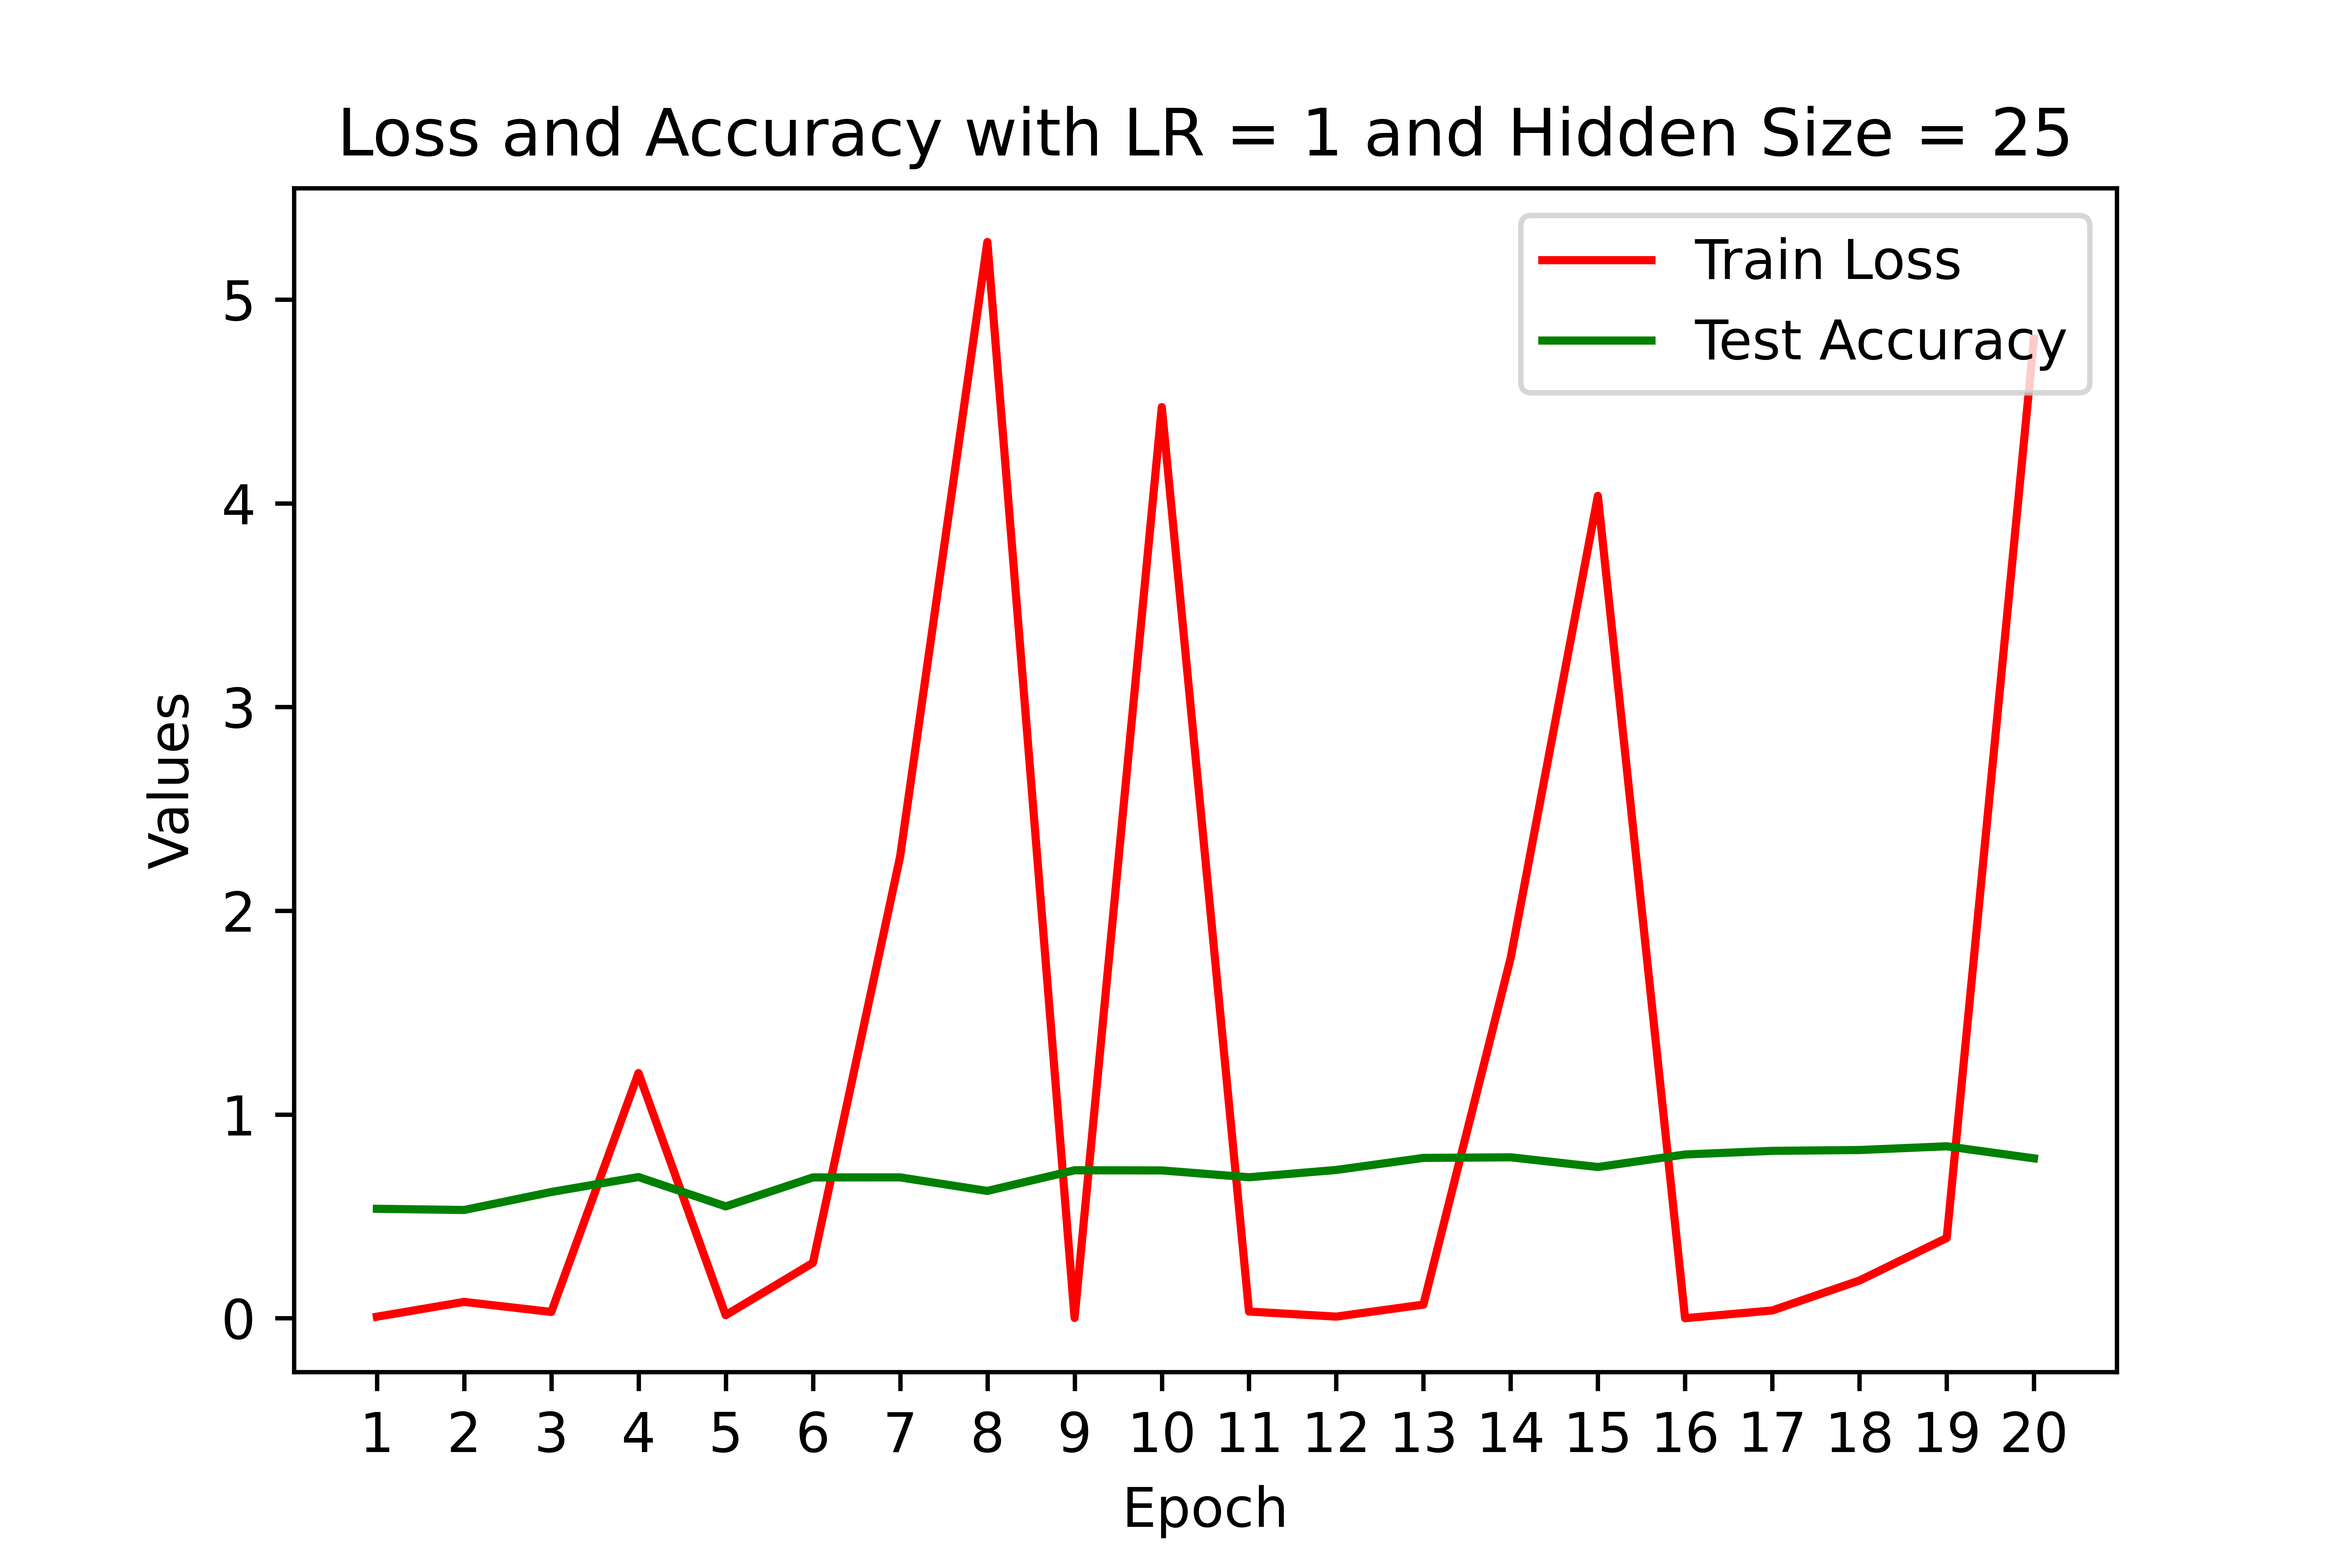 Loss and Accuracy with LR = 1 and Hidden Size = 25
Train Loss
Test Accuracy
5
4
3
2
1
0
Values
1 2 3 4 5 6 7 8 9 10 11 12 13 14 15 16 17 18 19 20
Epoch